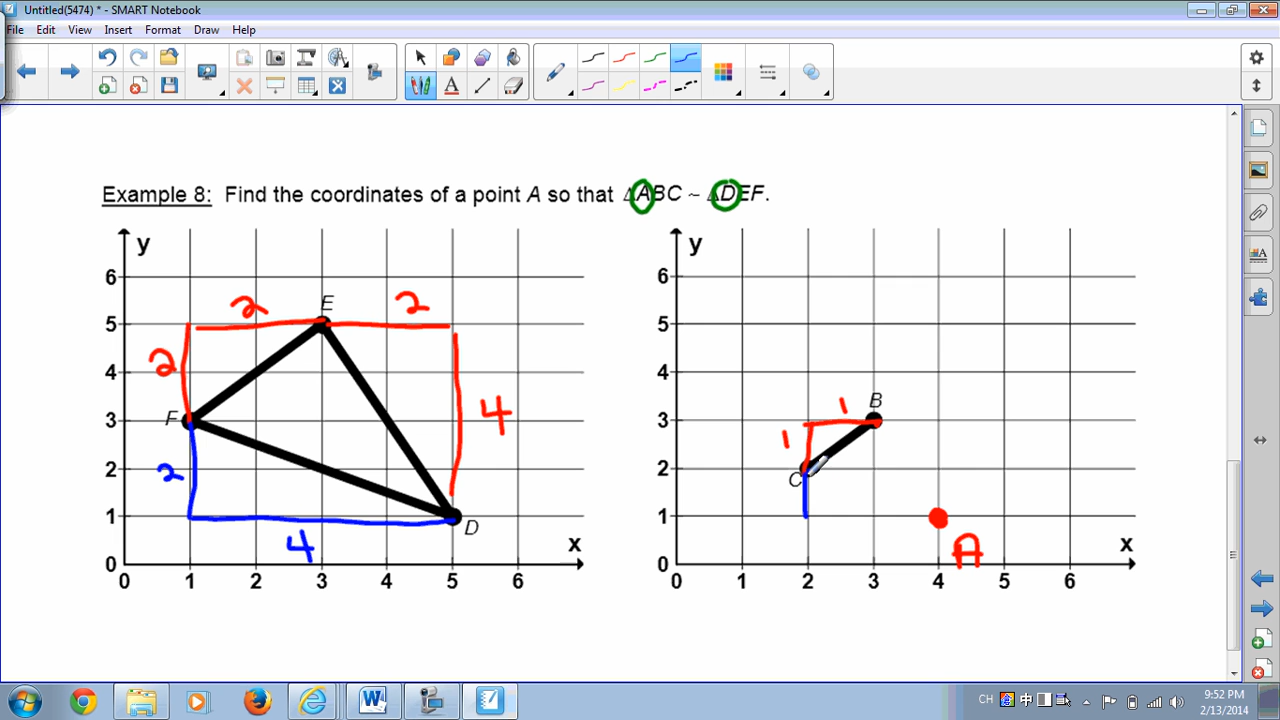 Untitled(5474) * - SMART Notebook
File Edit View Insert Format Draw Help
Example 8: Find the coordinates of a point A so that △ABC ~ △DEF.
y
6
5
4
3
2
1
0
0 1 2 3 4 5 6
x
E
F
D
2
2
2
4
2
4
y
6
5
4
3
2
1
0
0 1 2 3 4 5 6
x
B
C
1
1
A
CH 中
9:52 PM
2/13/2014